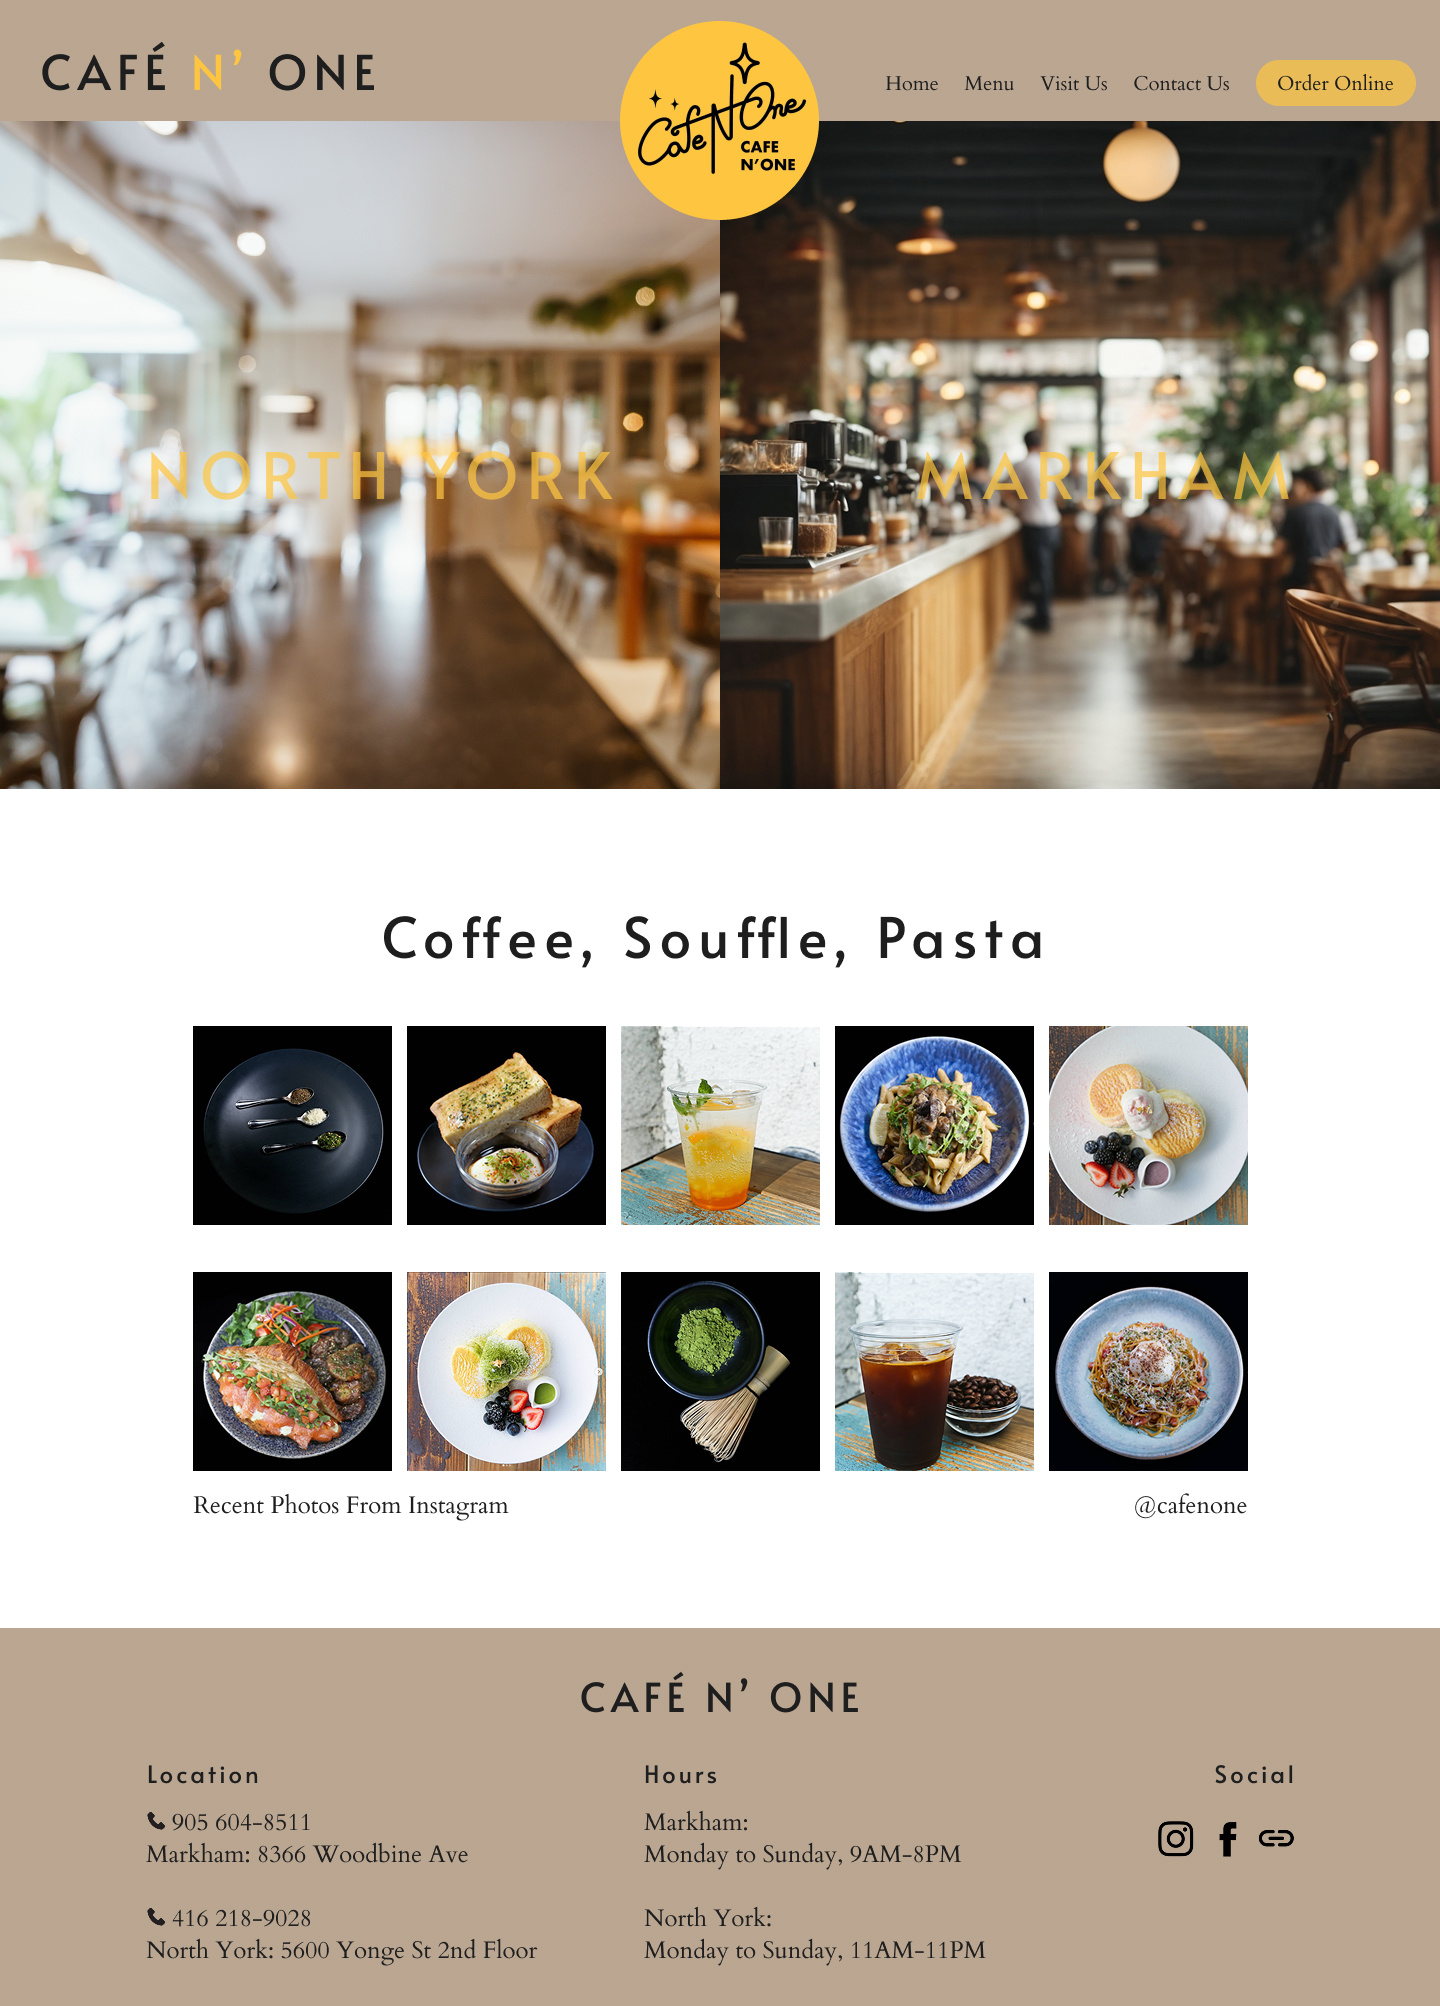 CAFÉ N’ ONE
Cafe N One
CAFE
N’ONE
Home Menu Visit Us Contact Us Order Online
NORTH YORK
MARKHAM
Coffee, Souffle, Pasta
Recent Photos From Instagram
@cafenone
CAFÉ N’ ONE
Location
905 604-8511
Markham: 8366 Woodbine Ave
416 218-9028
North York: 5600 Yonge St 2nd Floor
Hours
Markham:
Monday to Sunday, 9AM-8PM
North York:
Monday to Sunday, 11AM-11PM
Social